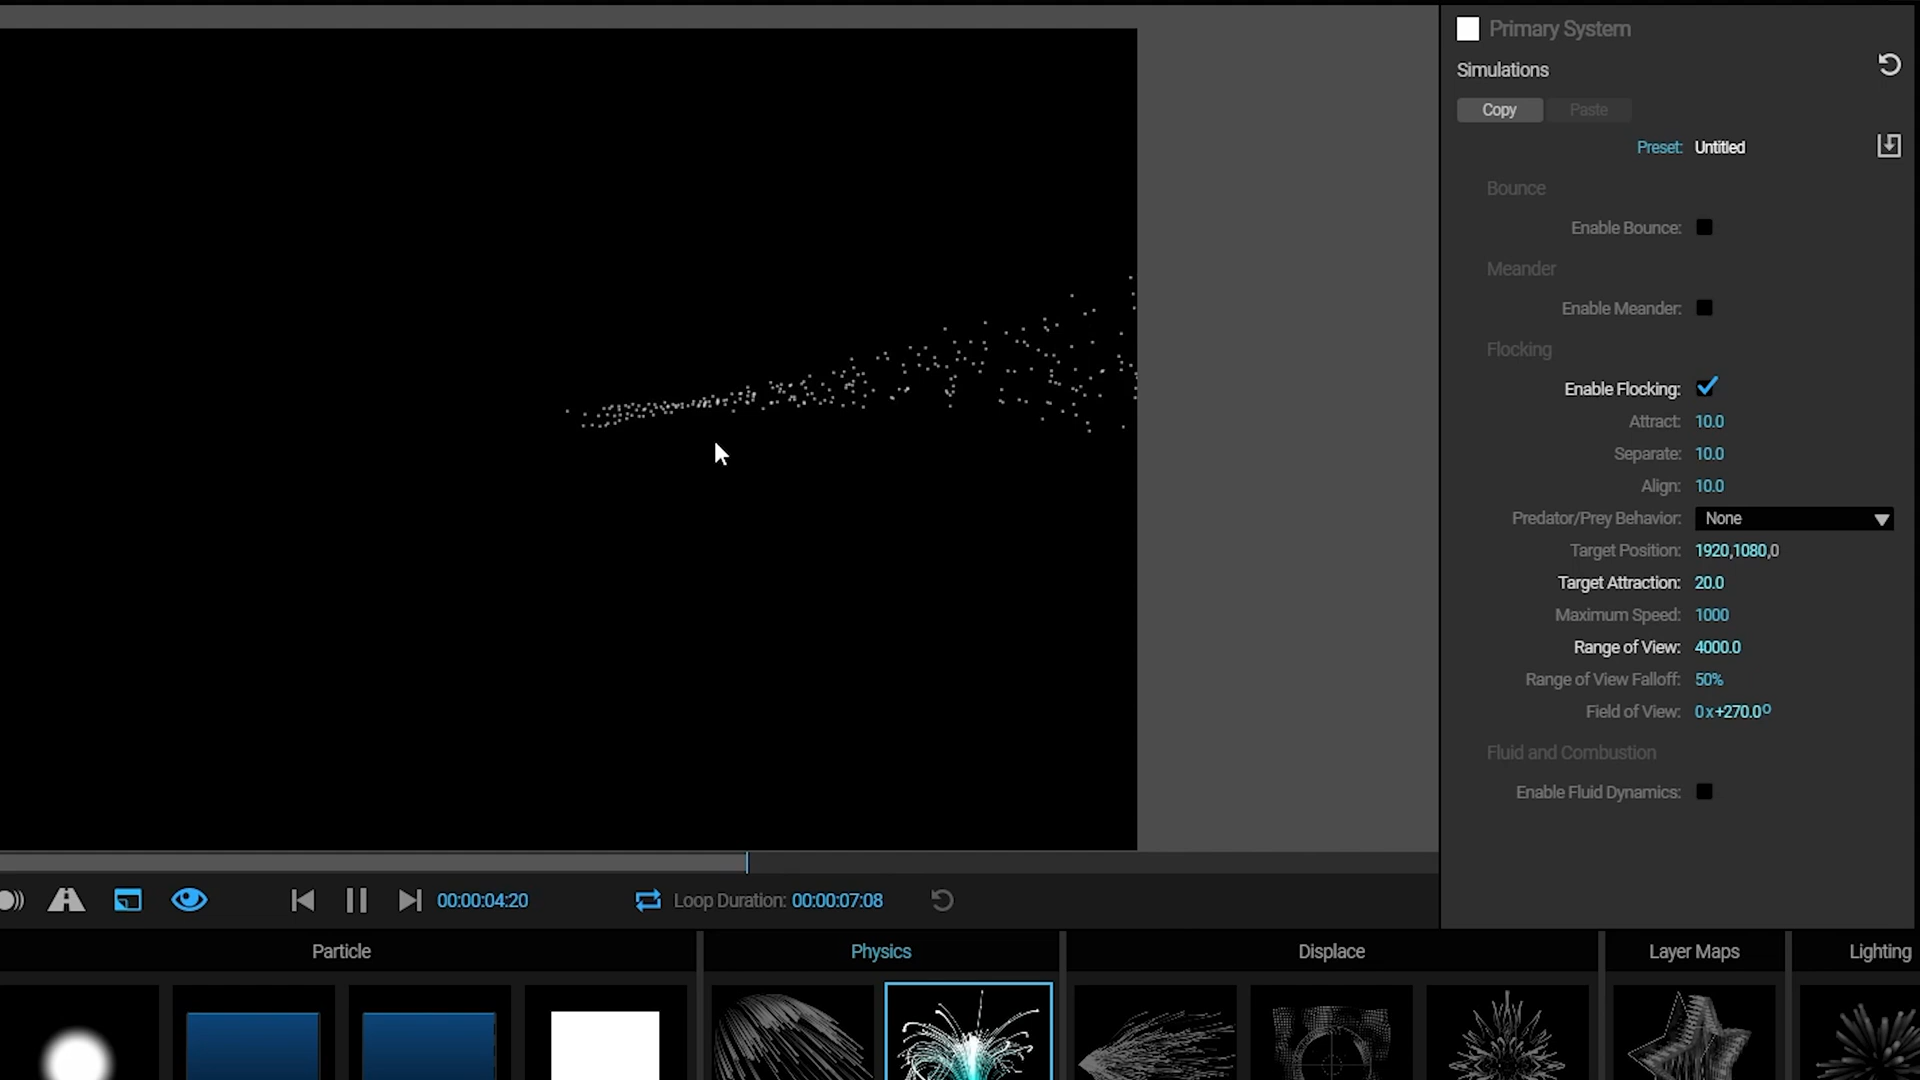 Primary System
Simulations
Copy Paste
Preset: Untitled
Bounce
Enable Bounce:
Meander
Enable Meander:
Flocking
Enable Flocking:
Attract: 10.0
Separate: 10.0
Align: 10.0
Predator/Prey Behavior: None
Target Position: 1920,1080,0
Target Attraction: 20.0
Maximum Speed: 1000
Range of View: 4000.0
Range of View Falloff: 50%
Field of View: 0x+270.0°
Fluid and Combustion
Enable Fluid Dynamics:
00:00:04:20 Loop Duration: 00:00:07:08
Particle Physics Displace Layer Maps Lighting